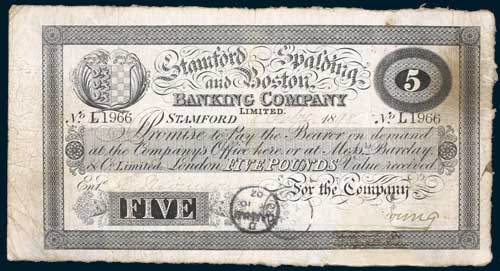 Stamford Spalding
and Boston
BANKING COMPANY
LIMITED.
5
No. L1966
No. L1966
STAMFORD 18
I Promise to Pay the Bearer on demand
at the Company's Office here or at Messrs. Barclay
& Co. Limited London FIVE POUNDS Value received
Entd.
For the Company
FIVE